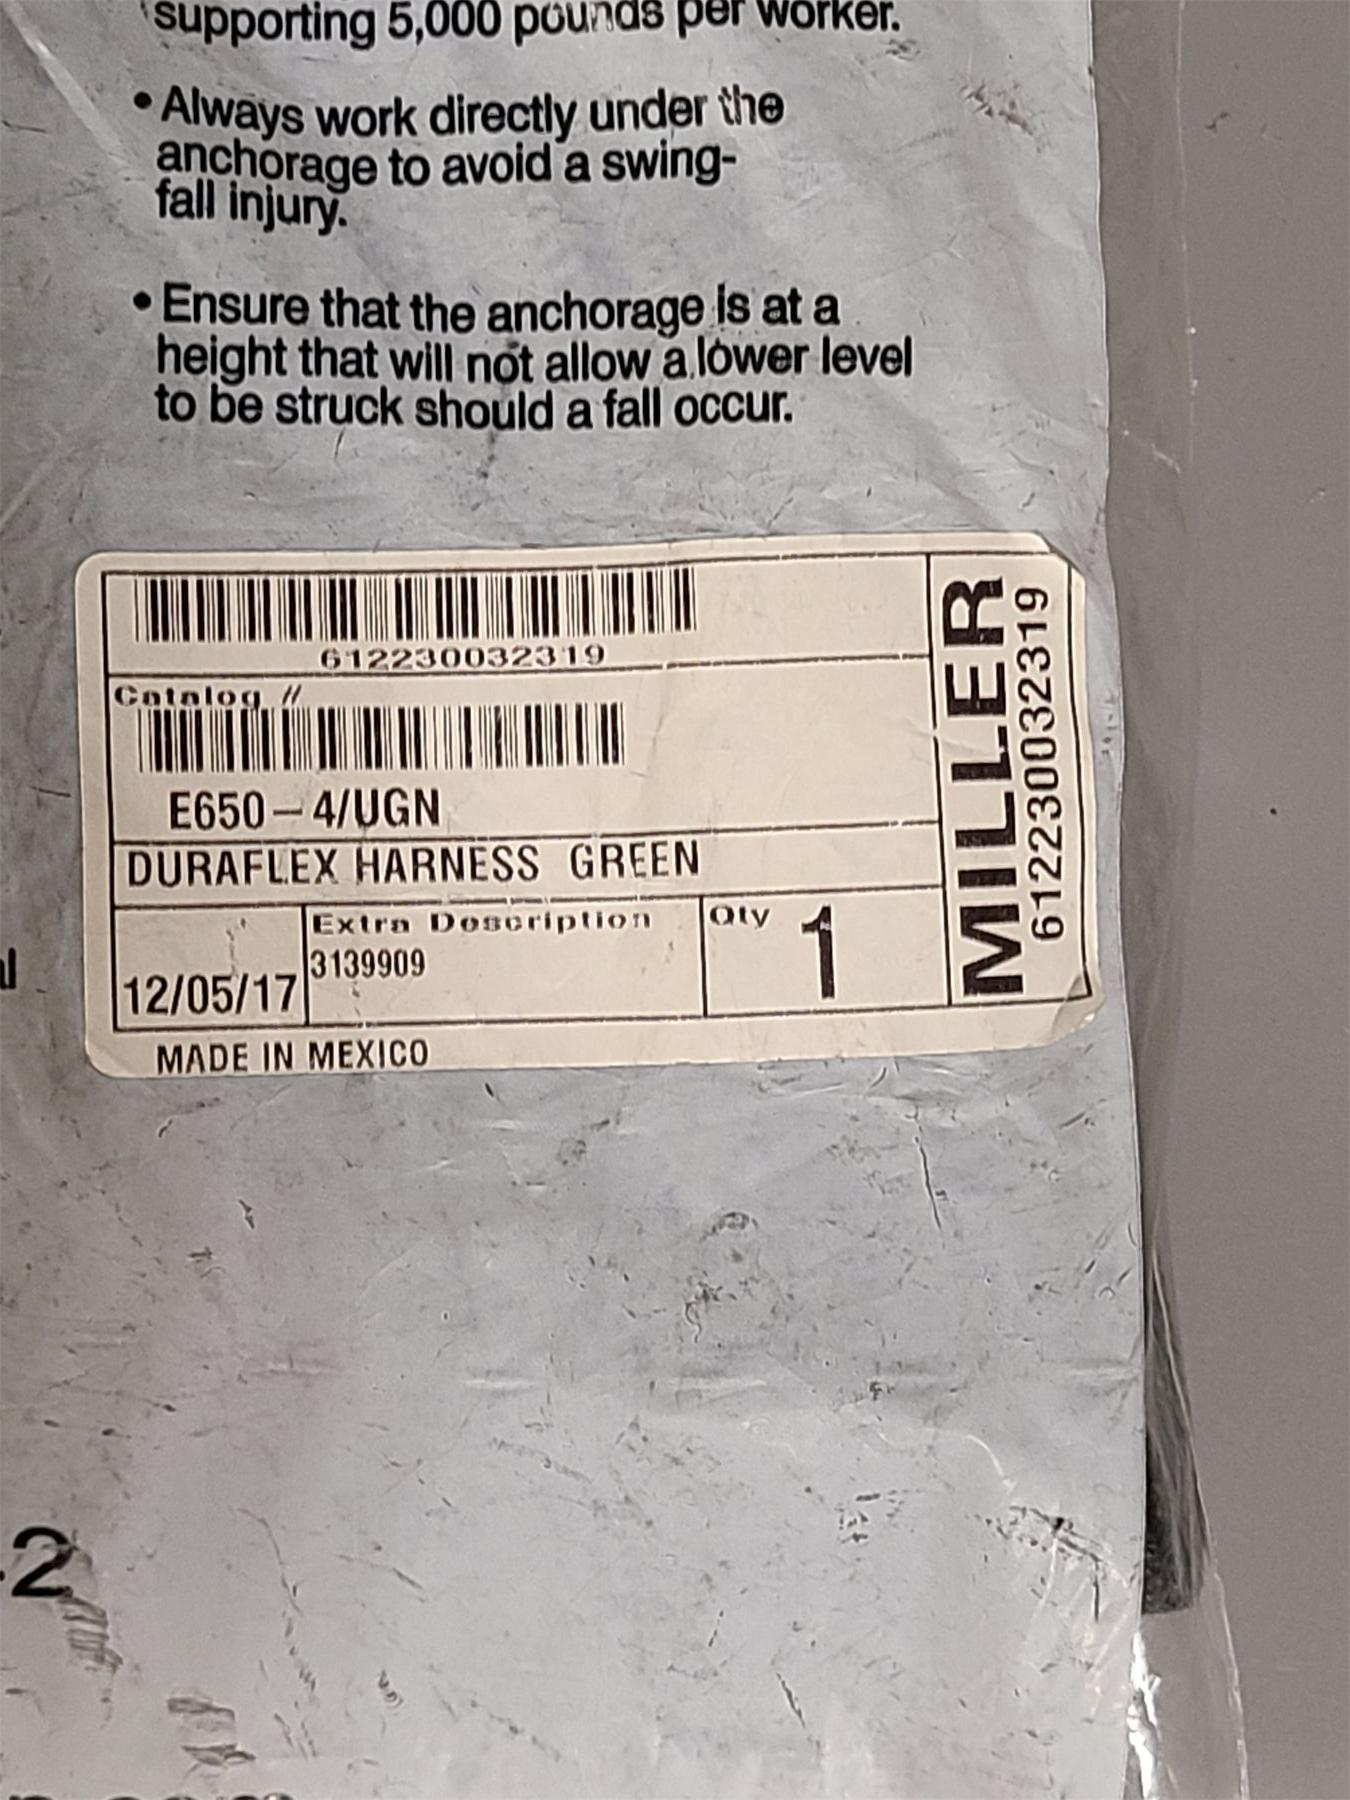 supporting 5,000 pounds per worker.
• Always work directly under the
anchorage to avoid a swing-
fall injury.
• Ensure that the anchorage is at a
height that will not allow a lower level
to be struck should a fall occur.
612230032319
Catalog #
E650-4/UGN
DURAFLEX HARNESS GREEN
12/05/17
Extra Description
3139909
Qty
1
MADE IN MEXICO
MILLER
612230032319
2